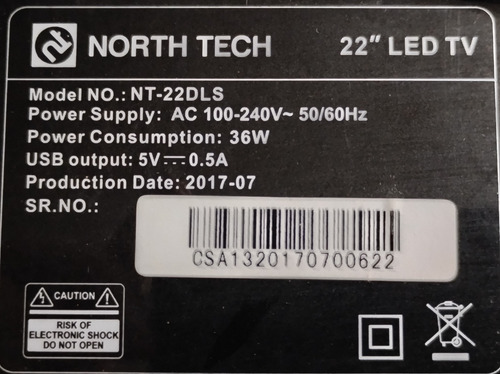 NORTH TECH 22" LED TV
Model NO.: NT-22DLS
Power Supply: AC 100-240V~ 50/60Hz
Power Consumption: 36W
USB output: 5V⎓0.5A
Production Date: 2017-07
SR.NO.:
CSA1320170700622
CAUTION
RISK OF
ELECTRONIC SHOCK
DO NOT OPEN